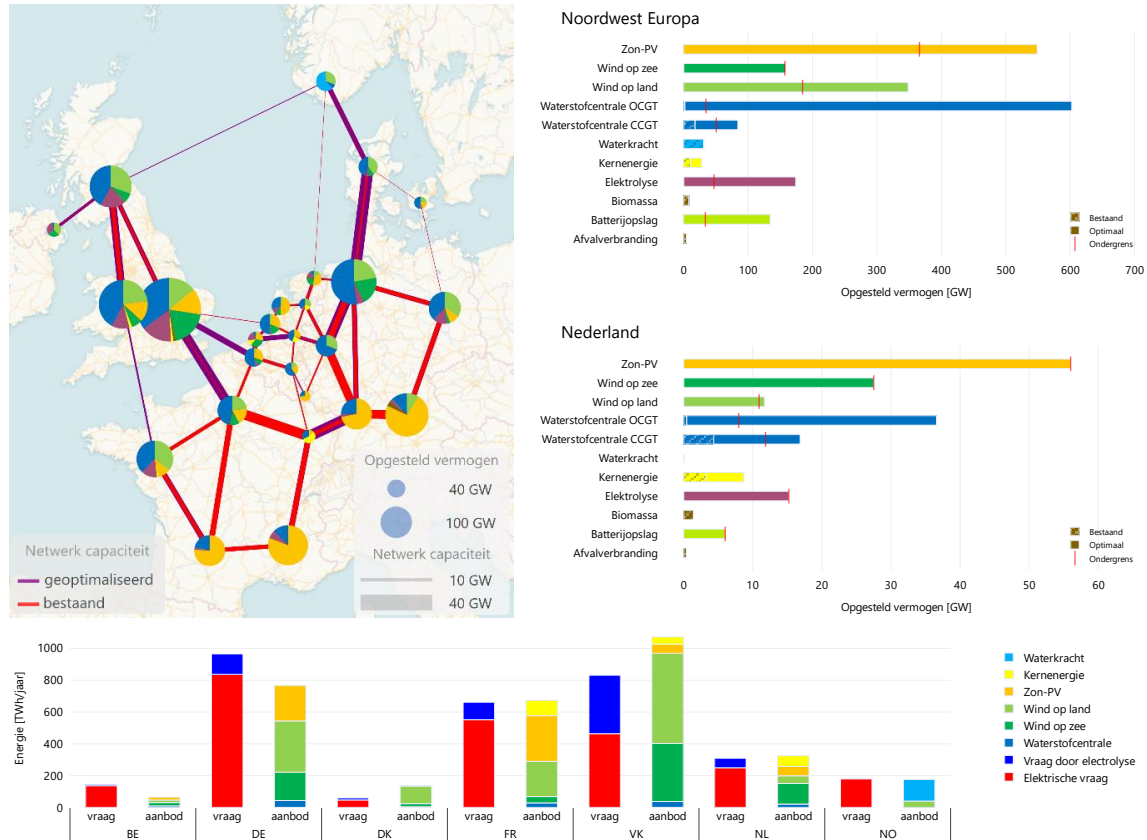 Noordwest Europa
Zon-PV
Wind op zee
Wind op land
Waterstofcentrale OCGT
Waterstofcentrale CCGT
Waterkracht
Kernenergie
Elektrolyse
Biomassa
Batterijopslag
Afvalverbranding
Bestaand
Optimaal
Ondergrens
0 100 200 300 400 500 600 700
Opgesteld vermogen [GW]
Nederland
Zon-PV
Wind op zee
Wind op land
Waterstofcentrale OCGT
Waterstofcentrale CCGT
Waterkracht
Kernenergie
Elektrolyse
Biomassa
Batterijopslag
Afvalverbranding
Bestaand
Optimaal
Ondergrens
0 10 20 30 40 50 60
Opgesteld vermogen [GW]
Opgesteld vermogen
40 GW
100 GW
Netwerk capaciteit
10 GW
40 GW
Netwerk capaciteit
geoptimaliseerd
bestaand
Energie [TWh/jaar]
1000
800
600
400
200
0
vraag aanbod vraag aanbod vraag aanbod vraag aanbod vraag aanbod vraag aanbod vraag aanbod
BE DE DK FR VK NL NO
Waterkracht
Kernenergie
Zon-PV
Wind op land
Wind op zee
Waterstofcentrale
Vraag door electrolyse
Elektrische vraag